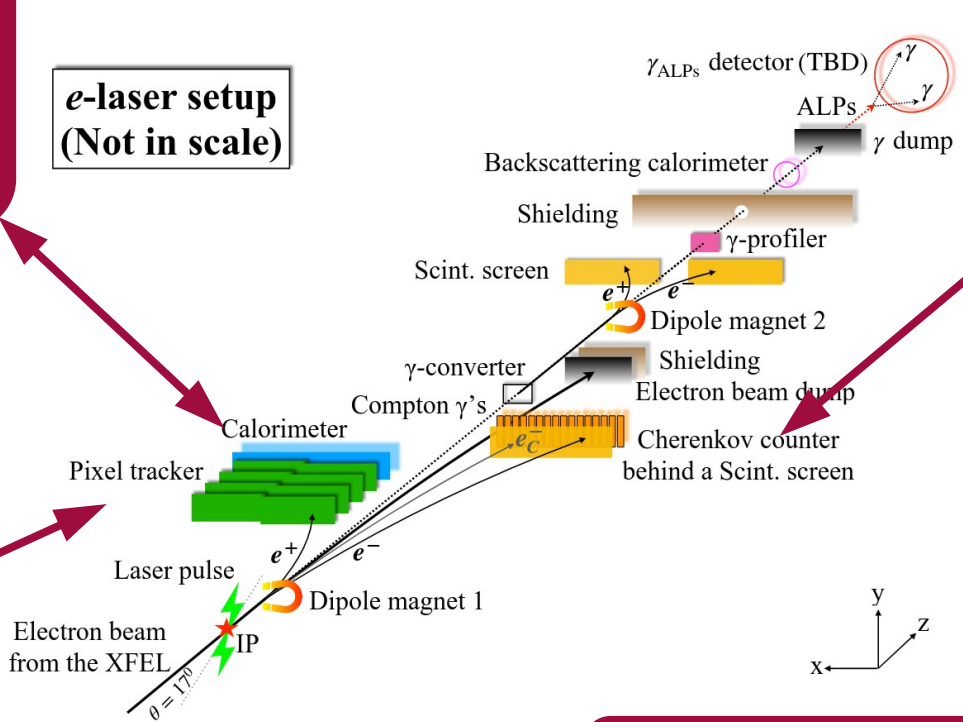 e-laser setup
(Not in scale)
γALPs detector (TBD)
γ
γ
ALPs
γ dump
Backscattering calorimeter
Shielding
γ-profiler
Scint. screen
e+
e−
Dipole magnet 2
γ-converter
Shielding
Electron beam dump
Compton γ's
e−C
Calorimeter
Cherenkov counter
behind a Scint. screen
Pixel tracker
e+
e−
Laser pulse
Dipole magnet 1
Electron beam
from the XFEL
IP
θ = 17⁰
y
z
x